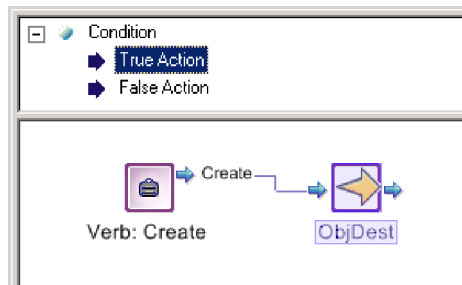 Condition
True Action
False Action
Create
Verb: Create
ObjDest